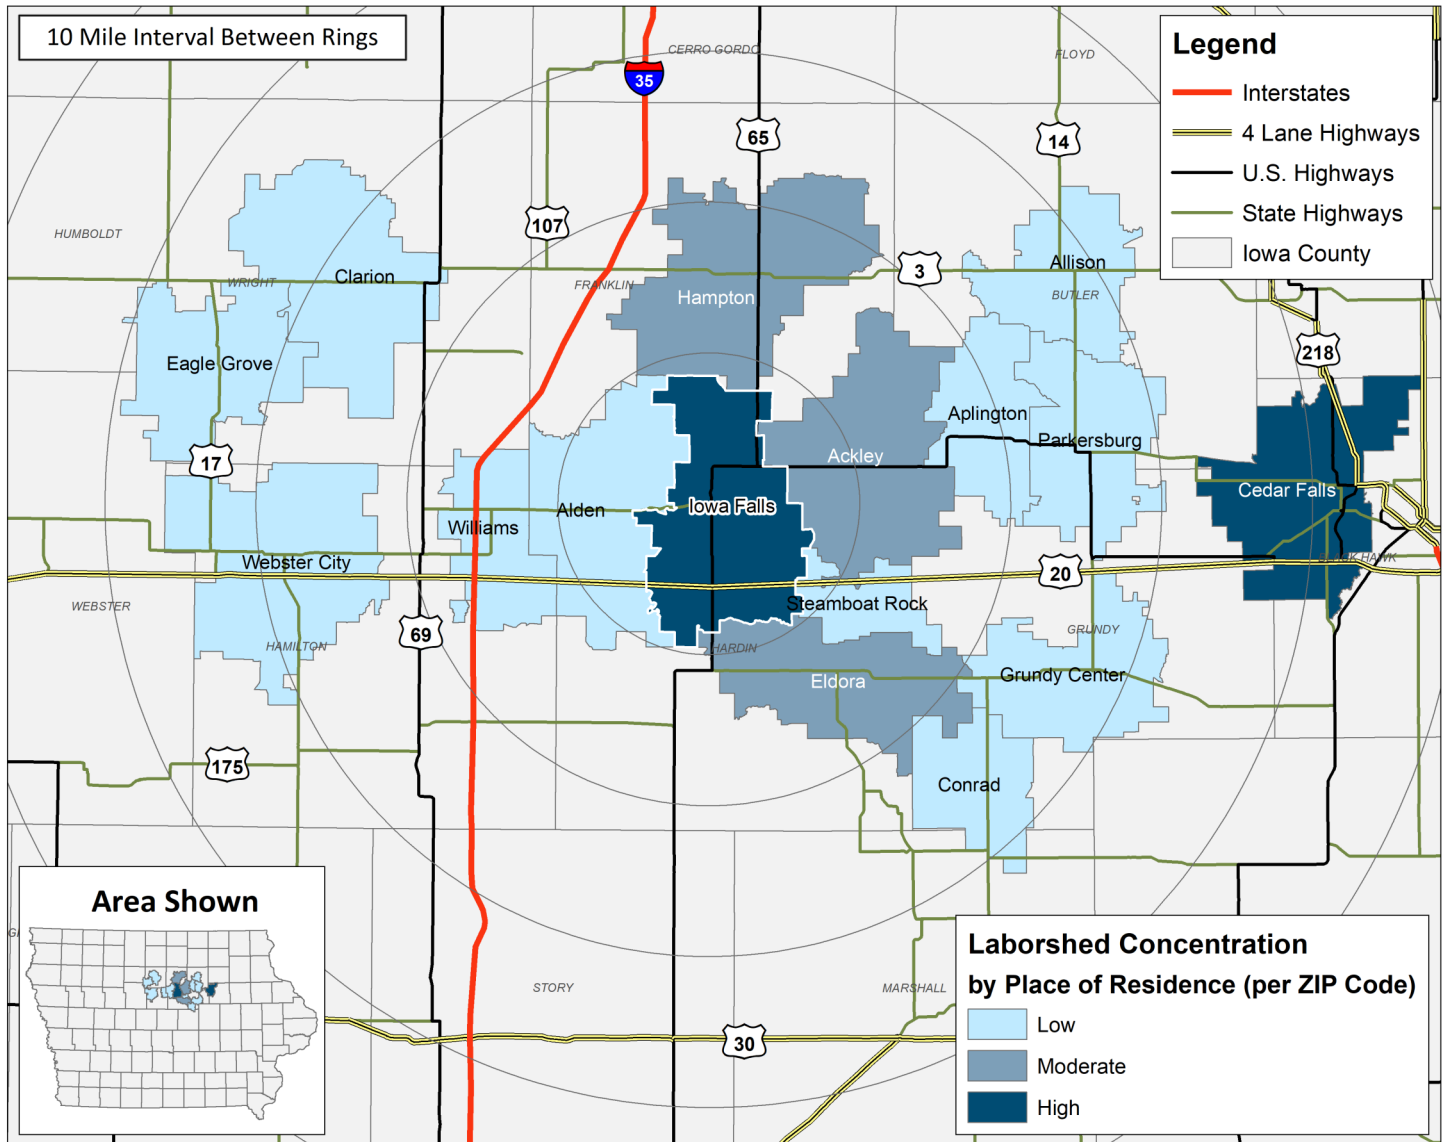 10 Mile Interval Between Rings
CERRO GORDO
FLOYD
Legend
Interstates
4 Lane Highways
U.S. Highways
State Highways
Iowa County
35
65
14
107
HUMBOLDT
WRIGHT
Clarion
FRANKLIN
3
Allison
BUTLER
Hampton
218
Eagle Grove
Aplington
Parkersburg
17
Ackley
Cedar Falls
Iowa Falls
Alden
Williams
Webster City
BLACK HAWK
20
WEBSTER
Steamboat Rock
69
HAMILTON
HARDIN
GRUNDY
Eldora
Grundy Center
175
Conrad
Area Shown
STORY
MARSHALL
30
Laborshed Concentration
by Place of Residence (per ZIP Code)
Low
Moderate
High